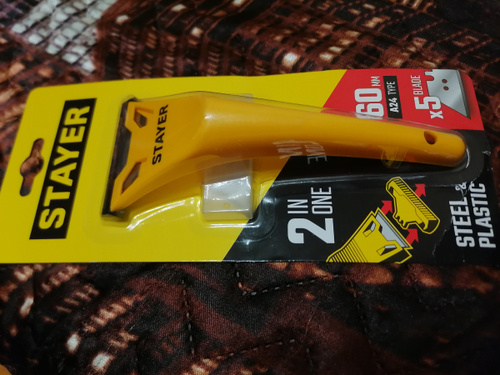 STAYER
STAYER
60 MM
A24 TYPE
x5 BLADE
2 IN
ONE
STEEL &
PLASTIC